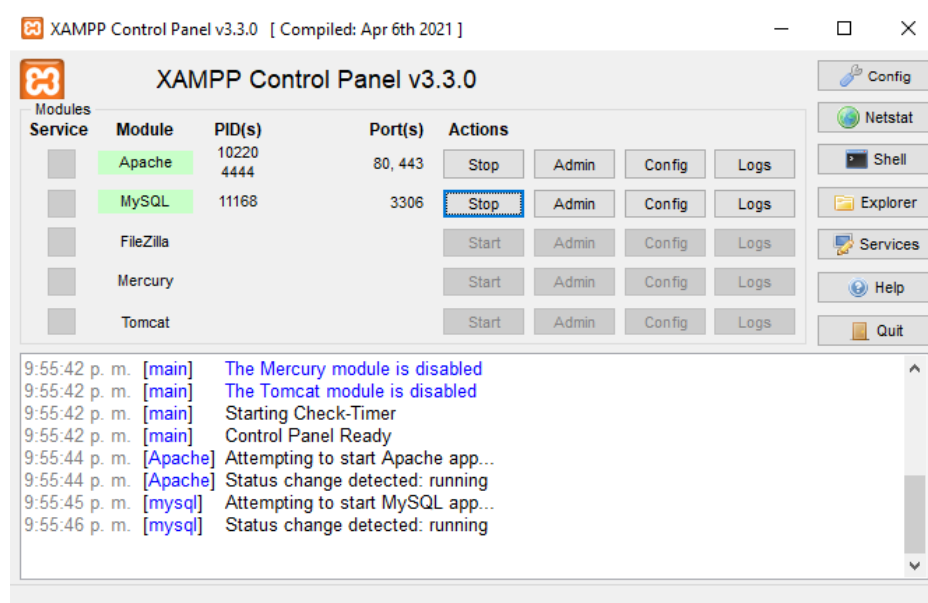 XAMPP Control Panel v3.3.0 [ Compiled: Apr 6th 2021 ]
XAMPP Control Panel v3.3.0
Config
Modules
Netstat
Service Module PID(s) Port(s) Actions
Apache 10220 4444 80, 443 Stop Admin Config Logs
Shell
MySQL 11168 3306 Stop Admin Config Logs
Explorer
FileZilla Start Admin Config Logs
Services
Mercury Start Admin Config Logs
Help
Tomcat Start Admin Config Logs
Quit
9:55:42 p. m. [main] The Mercury module is disabled
9:55:42 p. m. [main] The Tomcat module is disabled
9:55:42 p. m. [main] Starting Check-Timer
9:55:42 p. m. [main] Control Panel Ready
9:55:44 p. m. [Apache] Attempting to start Apache app...
9:55:44 p. m. [Apache] Status change detected: running
9:55:45 p. m. [mysql] Attempting to start MySQL app...
9:55:46 p. m. [mysql] Status change detected: running